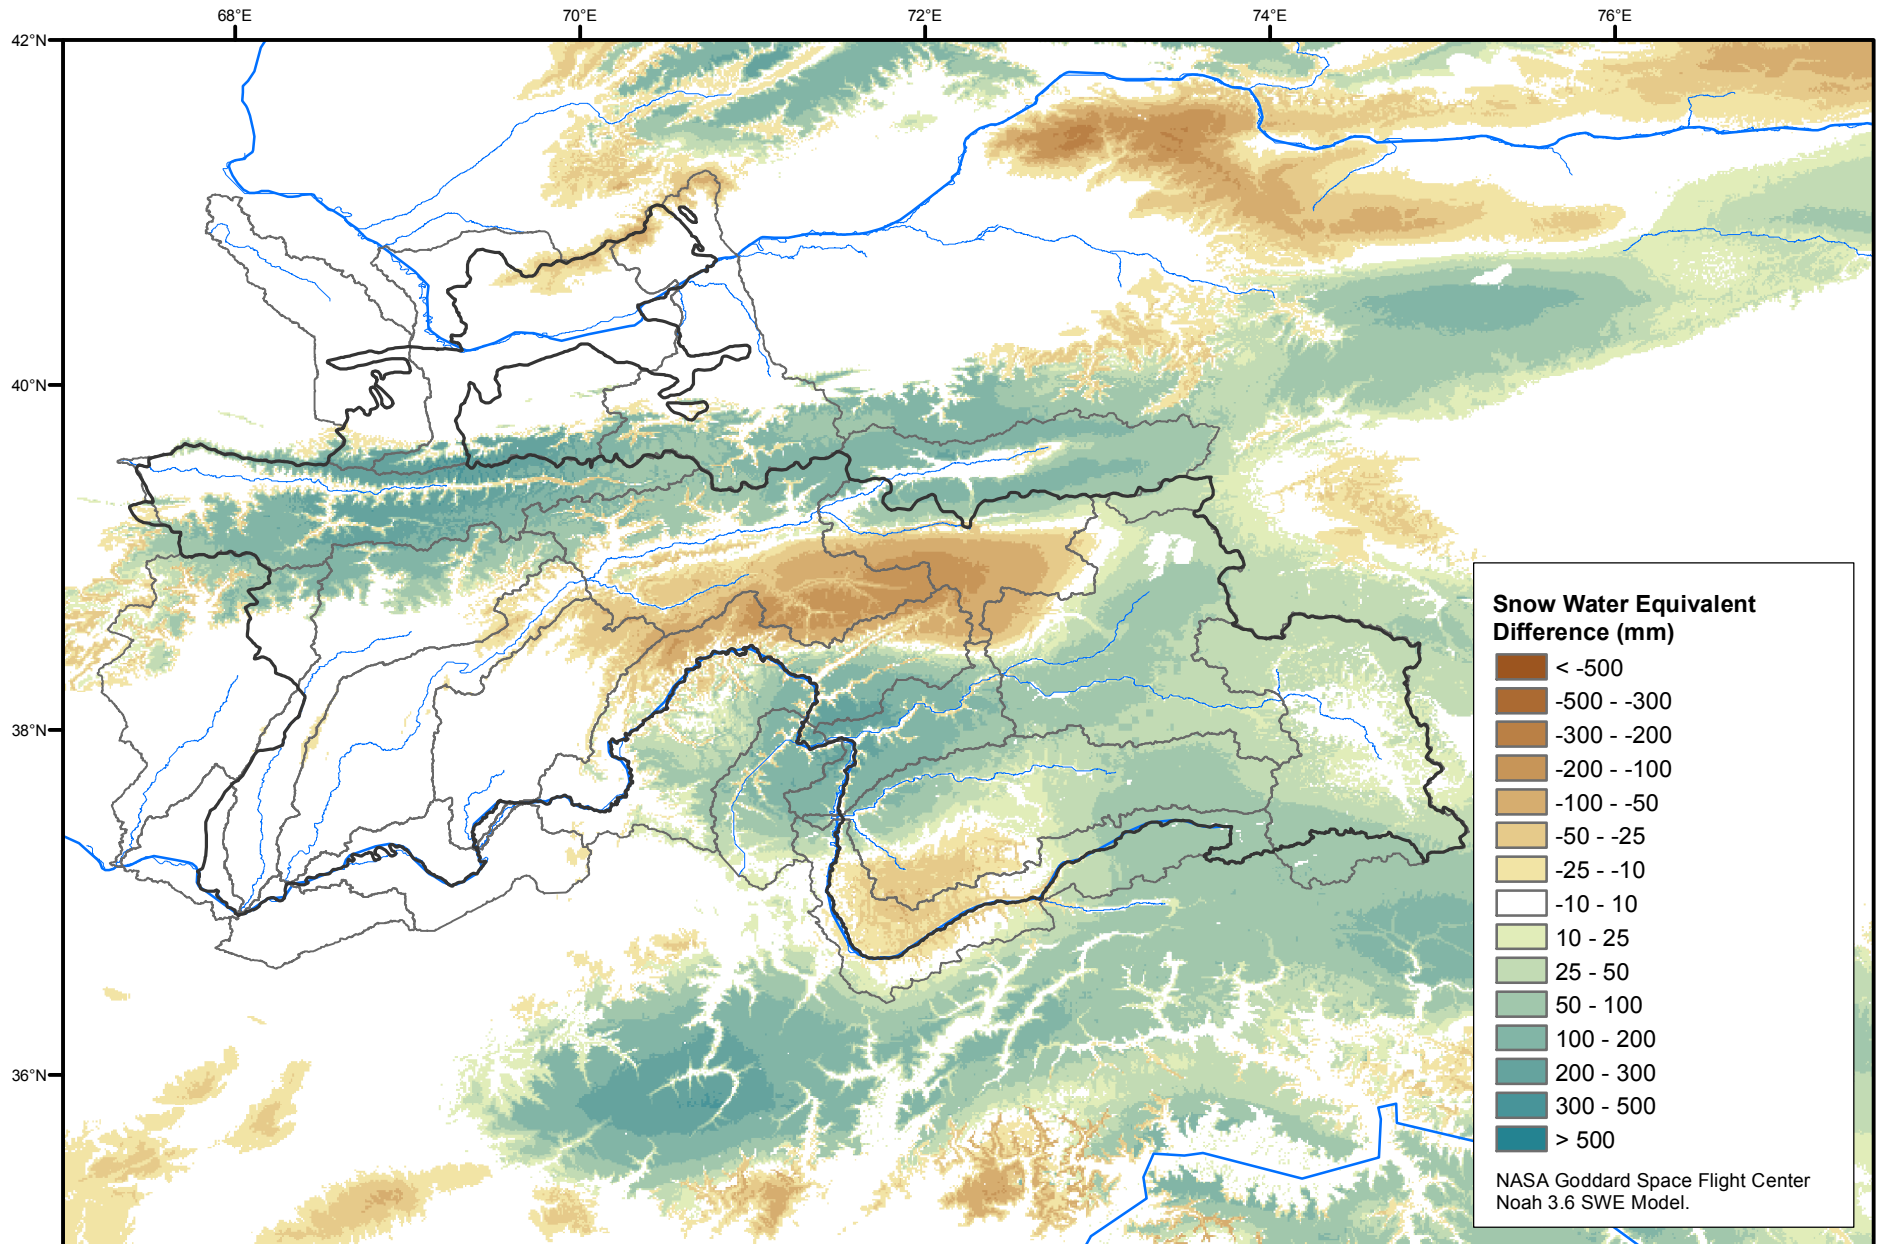 68°E
70°E
72°E
74°E
76°E
42°N
40°N
38°N
36°N
Snow Water Equivalent
Difference (mm)
< -500
-500 - -300
-300 - -200
-200 - -100
-100 - -50
-50 - -25
-25 - -10
-10 - 10
10 - 25
25 - 50
50 - 100
100 - 200
200 - 300
300 - 500
> 500
NASA Goddard Space Flight Center
Noah 3.6 SWE Model.